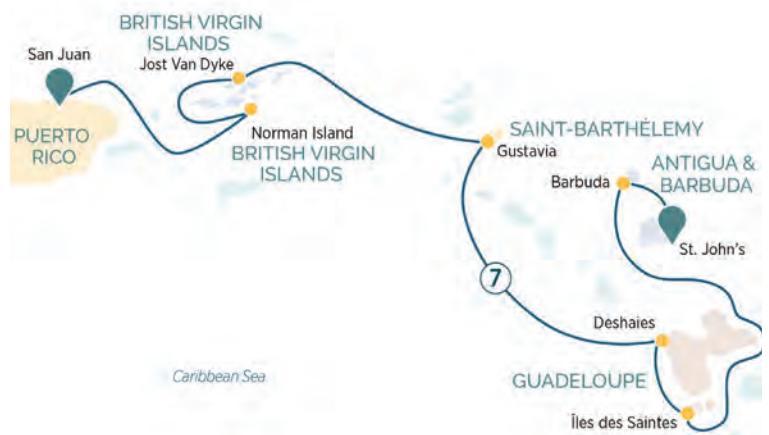 BRITISH VIRGIN
ISLANDS
San Juan
Jost Van Dyke
PUERTO
RICO
Norman Island
BRITISH VIRGIN
ISLANDS
SAINT-BARTHÉLEMY
Gustavia
ANTIGUA &
BARBUDA
Barbuda
St. John's
7
Deshaies
GUADELOUPE
Îles des Saintes
Caribbean Sea